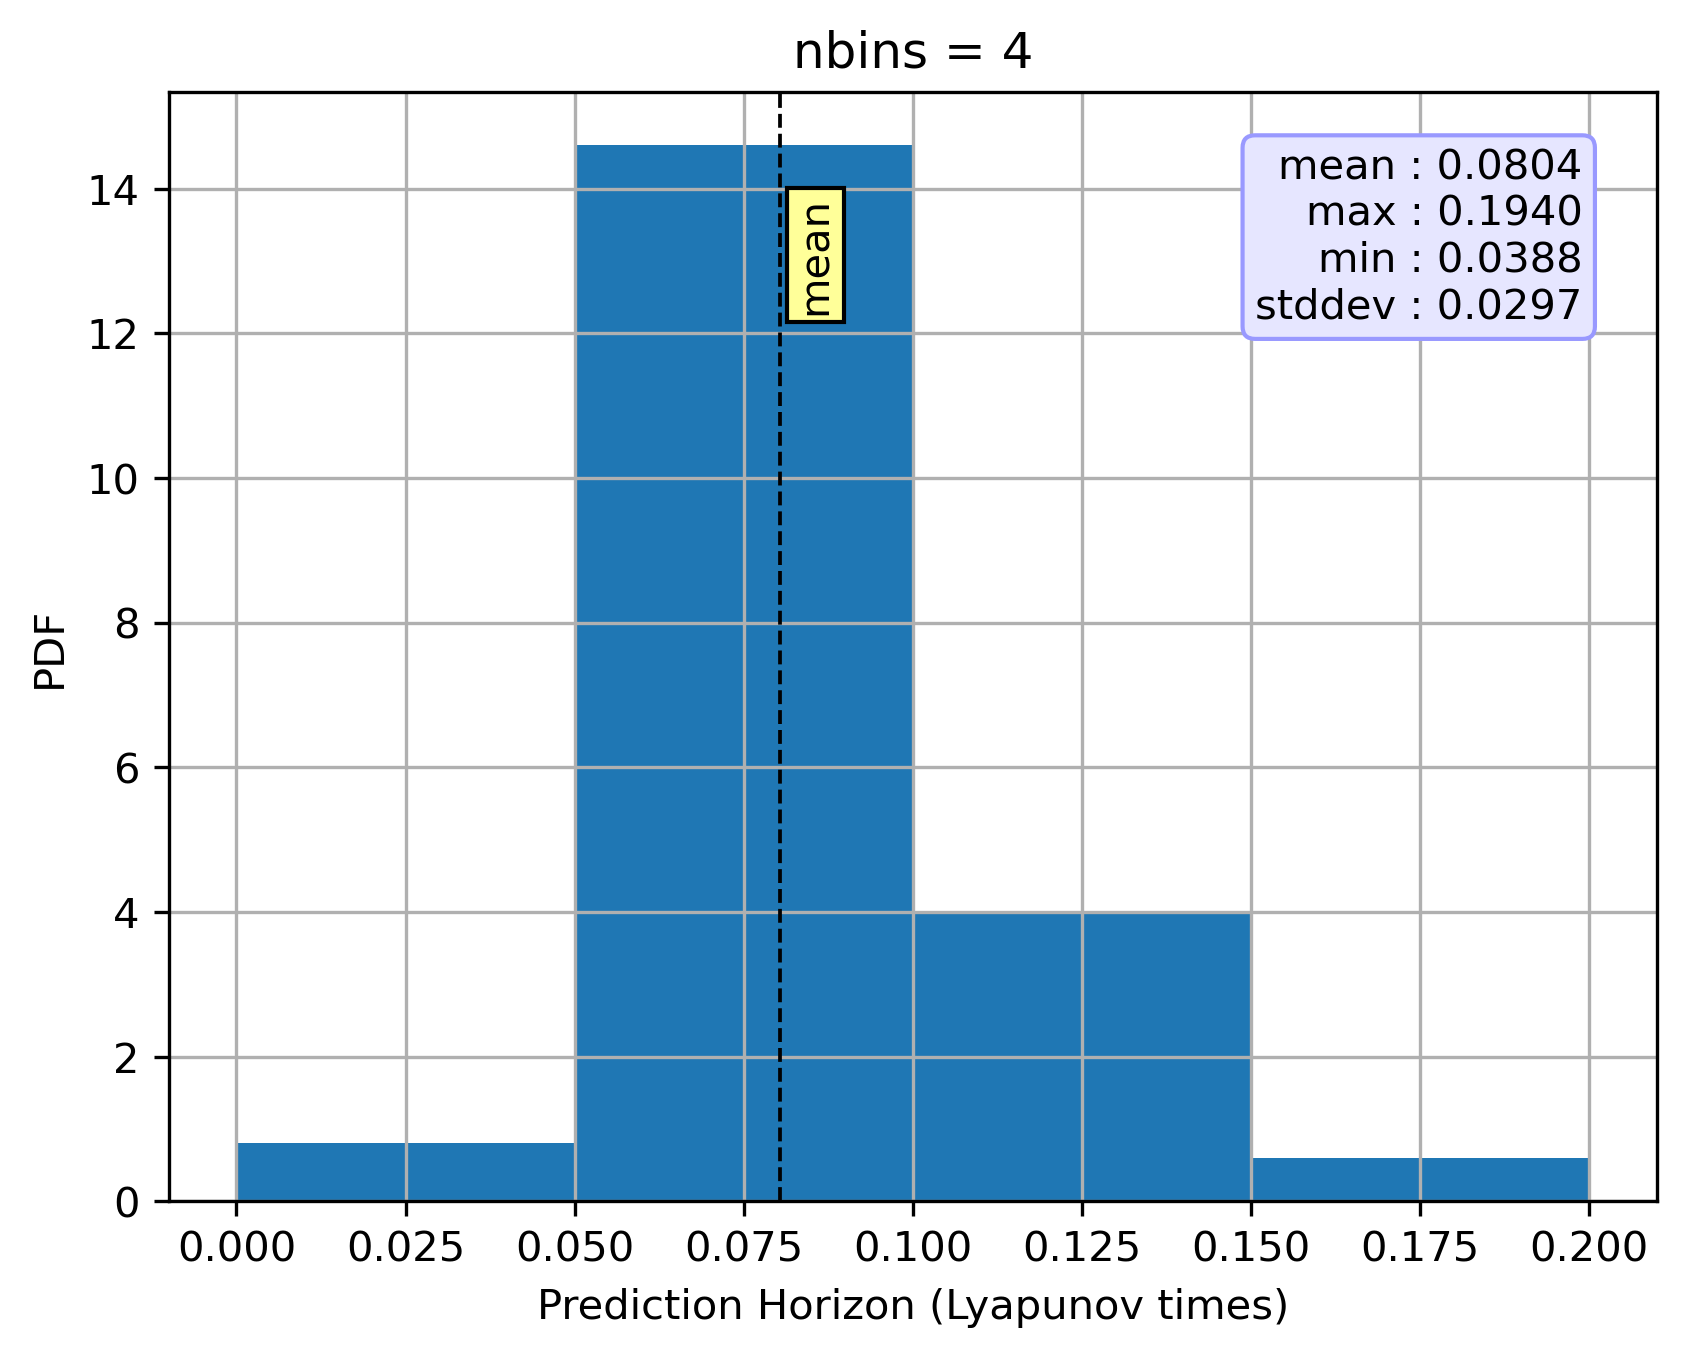 nbins = 4
mean : 0.0804
max : 0.1940
min : 0.0388
stddev : 0.0297
mean
14
12
10
8
6
4
2
0
PDF
0.000 0.025 0.050 0.075 0.100 0.125 0.150 0.175 0.200
Prediction Horizon (Lyapunov times)